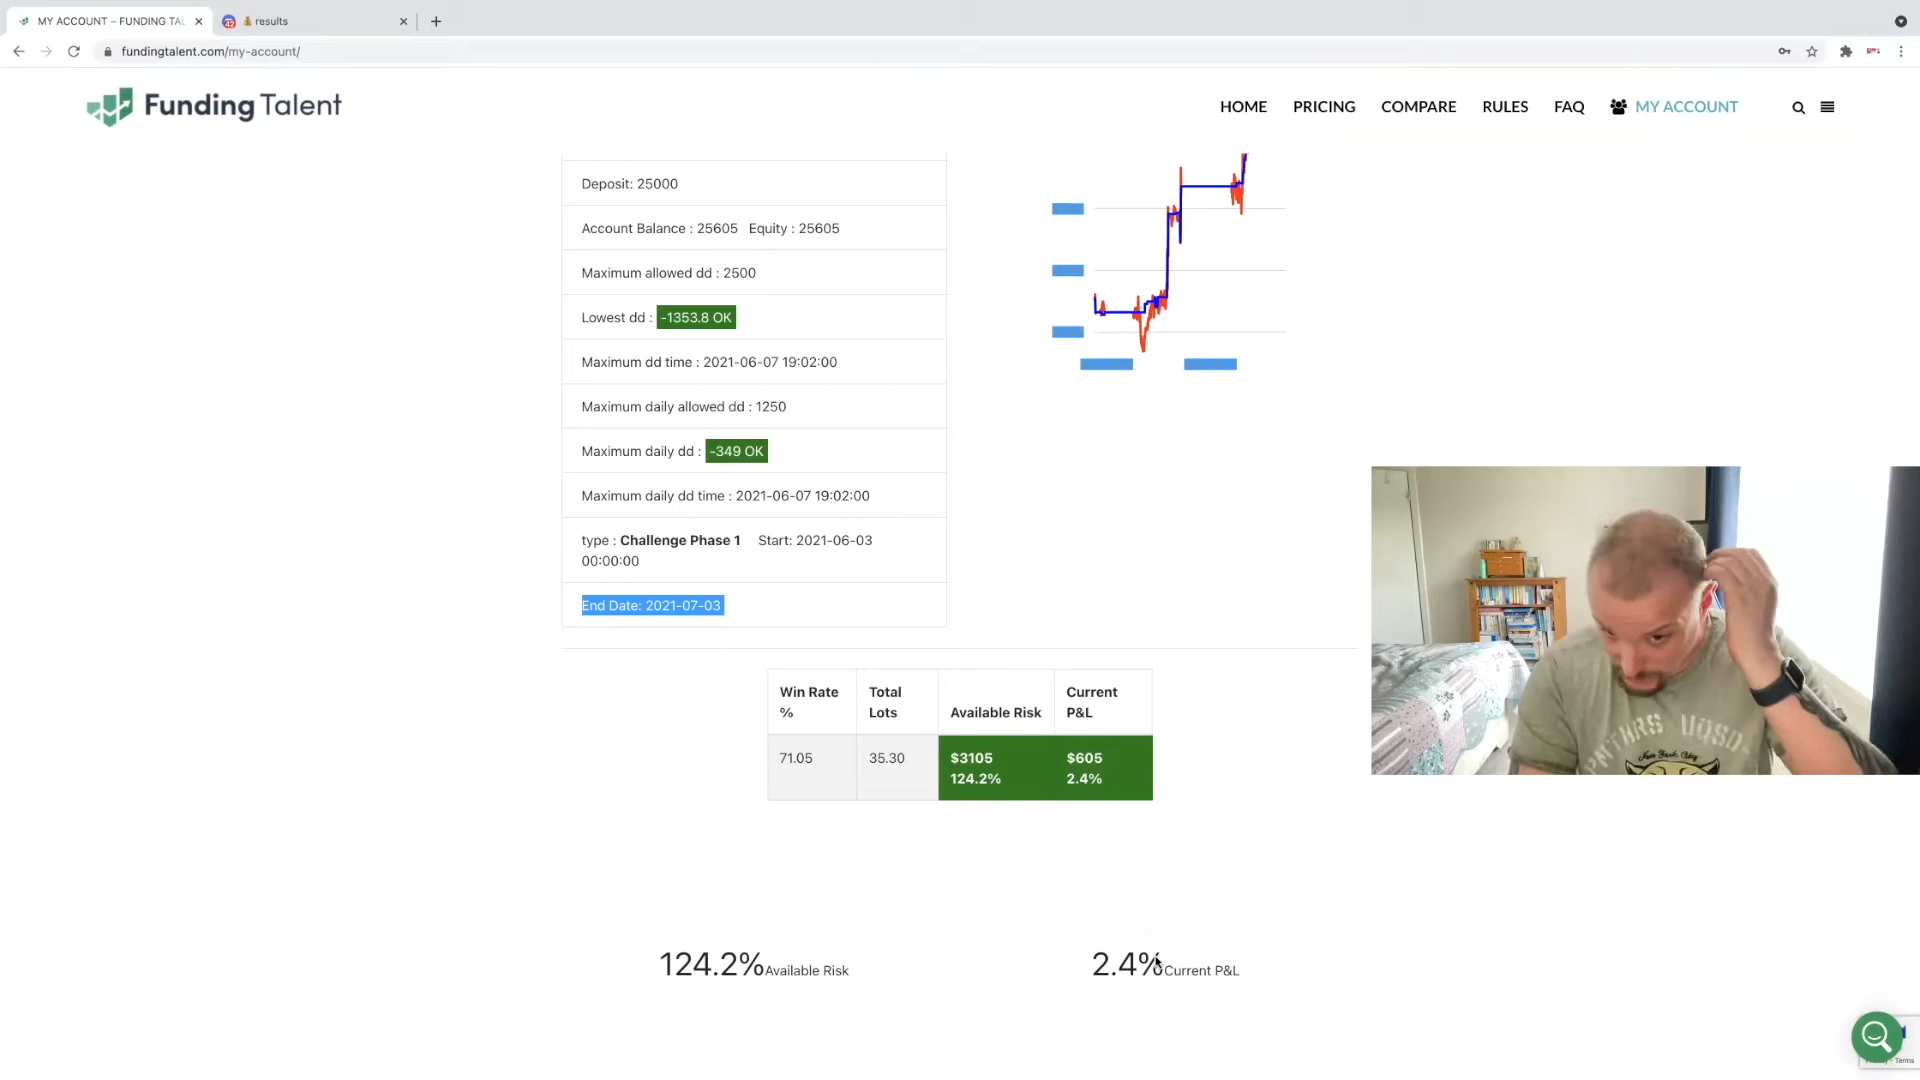 MY ACCOUNT – FUNDING TAL
results
fundingtalent.com/my-account/
Funding Talent
HOME
PRICING
COMPARE
RULES
FAQ
MY ACCOUNT
Deposit: 25000
Account Balance : 25605 Equity : 25605
Maximum allowed dd : 2500
Lowest dd : -1353.8 OK
Maximum dd time : 2021-06-07 19:02:00
Maximum daily allowed dd : 1250
Maximum daily dd : -349 OK
Maximum daily dd time : 2021-06-07 19:02:00
type : Challenge Phase 1 Start: 2021-06-03
00:00:00
End Date: 2021-07-03
Win Rate
%
Total
Lots
Available Risk
Current
P&L
71.05
35.30
$3105
124.2%
$605
2.4%
124.2% Available Risk
2.4% Current P&L
New York City
Terms